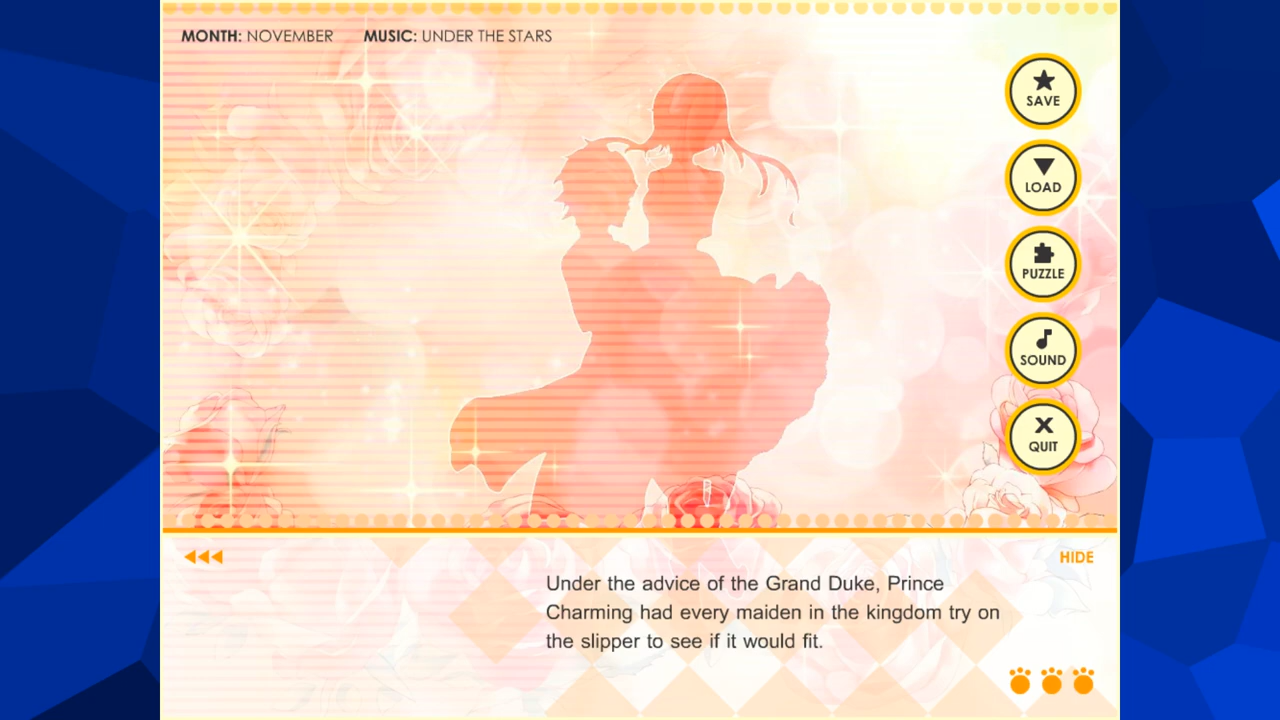 MONTH: NOVEMBER MUSIC: UNDER THE STARS
SAVE
LOAD
PUZZLE
SOUND
QUIT
HIDE
Under the advice of the Grand Duke, Prince
Charming had every maiden in the kingdom try on
the slipper to see if it would fit.